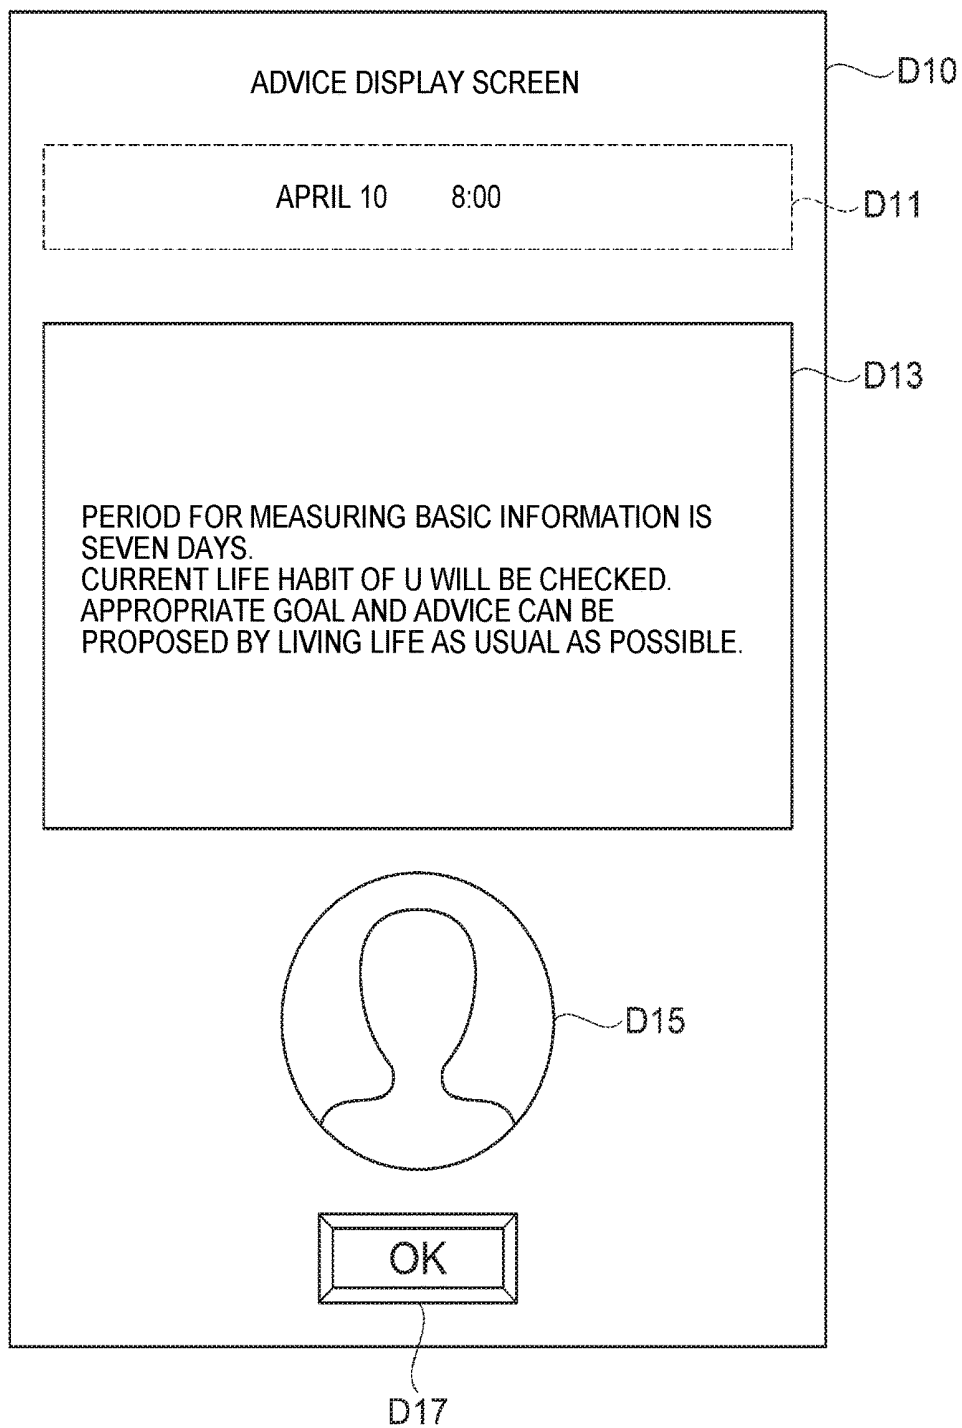 ADVICE DISPLAY SCREEN
D10
APRIL 10 8:00
D11
D13
PERIOD FOR MEASURING BASIC INFORMATION IS
SEVEN DAYS.
CURRENT LIFE HABIT OF U WILL BE CHECKED.
APPROPRIATE GOAL AND ADVICE CAN BE
PROPOSED BY LIVING LIFE AS USUAL AS POSSIBLE.
D15
OK
D17